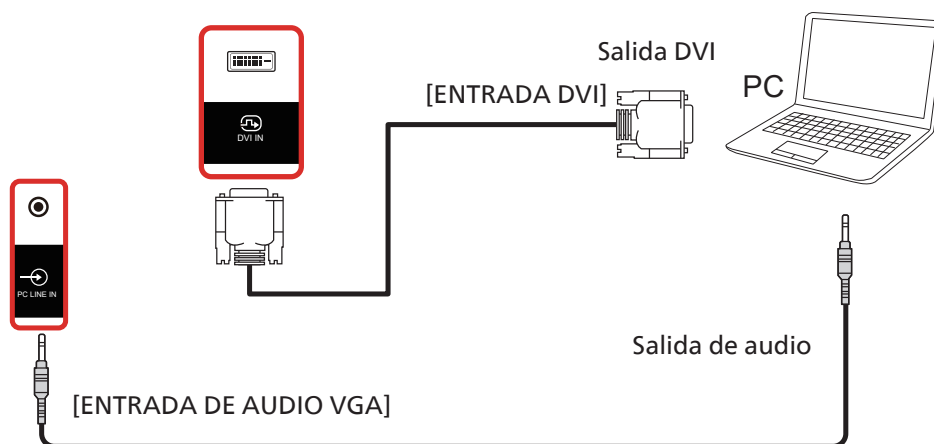 Salida DVI
PC
[ENTRADA DVI]
DVI IN
PC LINE IN
Salida de audio
[ENTRADA DE AUDIO VGA]